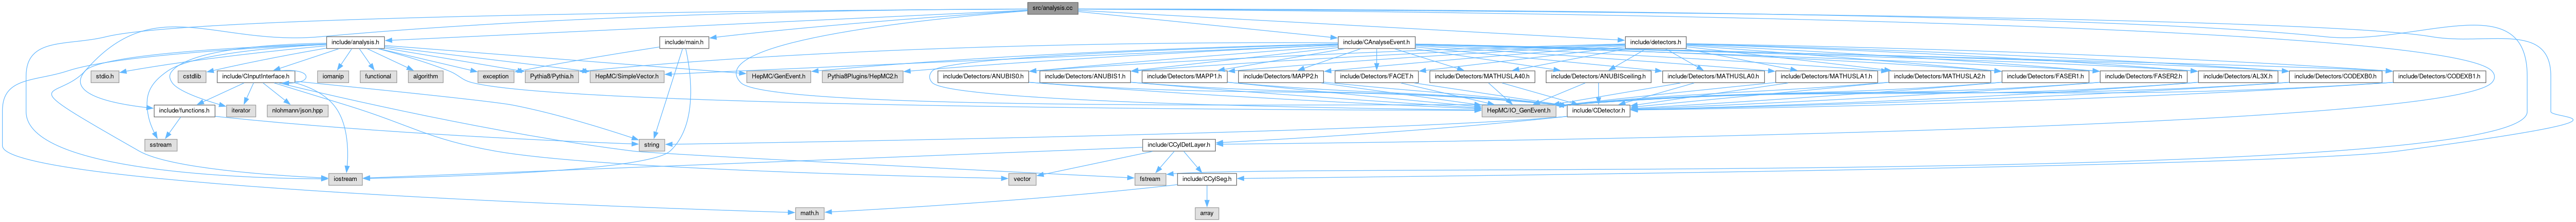 src/analysis.cc
include/analysis.h
include/main.h
include/CAnalyseEvent.h
include/detectors.h
stdio.h
cstdlib
include/CInputInterface.h
iomanip
functional
algorithm
exception
Pythia8/Pythia.h
HepMC/SimpleVector.h
HepMC/GenEvent.h
Pythia8Plugins/HepMC2.h
include/Detectors/ANUBIS0.h
include/Detectors/ANUBIS1.h
include/Detectors/MAPP1.h
include/Detectors/MAPP2.h
include/Detectors/FACET.h
include/Detectors/MATHUSLA40.h
include/Detectors/ANUBISceiling.h
include/Detectors/MATHUSLA0.h
include/Detectors/MATHUSLA1.h
include/Detectors/MATHUSLA2.h
include/Detectors/FASER1.h
include/Detectors/FASER2.h
include/Detectors/AL3X.h
include/Detectors/CODEXB0.h
include/Detectors/CODEXB1.h
include/functions.h
iterator
nlohmann/json.hpp
HepMC/IO_GenEvent.h
include/CDetector.h
sstream
string
include/CCylDetLayer.h
iostream
vector
fstream
include/CCylSeg.h
math.h
array